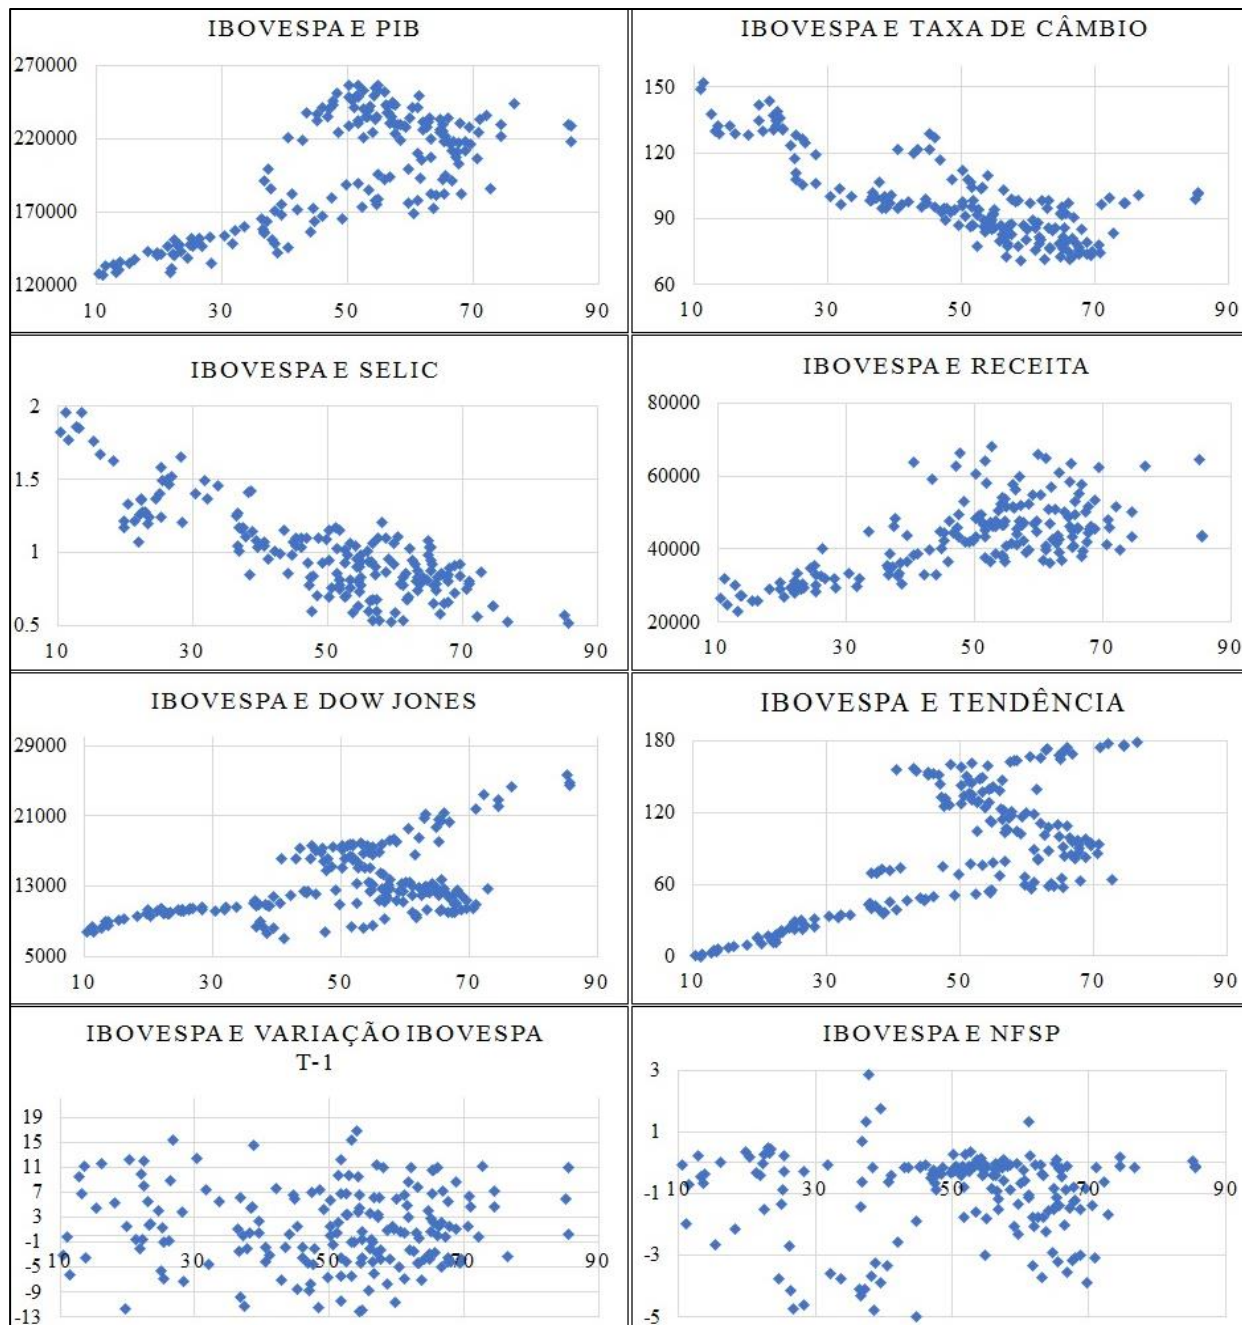 IBOVESPA E PIB
270000
220000
170000
120000
10 30 50 70 90
IBOVESPA E TAXA DE CÂMBIO
150
120
90
60
10 30 50 70 90
IBOVESPA E SELIC
2
1.5
1
0.5
10 30 50 70 90
IBOVESPA E RECEITA
80000
60000
40000
20000
10 30 50 70 90
IBOVESPA E DOW JONES
29000
21000
13000
5000
10 30 50 70 90
IBOVESPA E TENDÊNCIA
180
120
60
0
10 30 50 70 90
IBOVESPA E VARIAÇÃO IBOVESPA
T-1
19
15
11
7
3
-1
-5
-9
-13
10 30 50 70 90
IBOVESPA E NFSP
3
1
-1
-3
-5
10 30 50 70 90